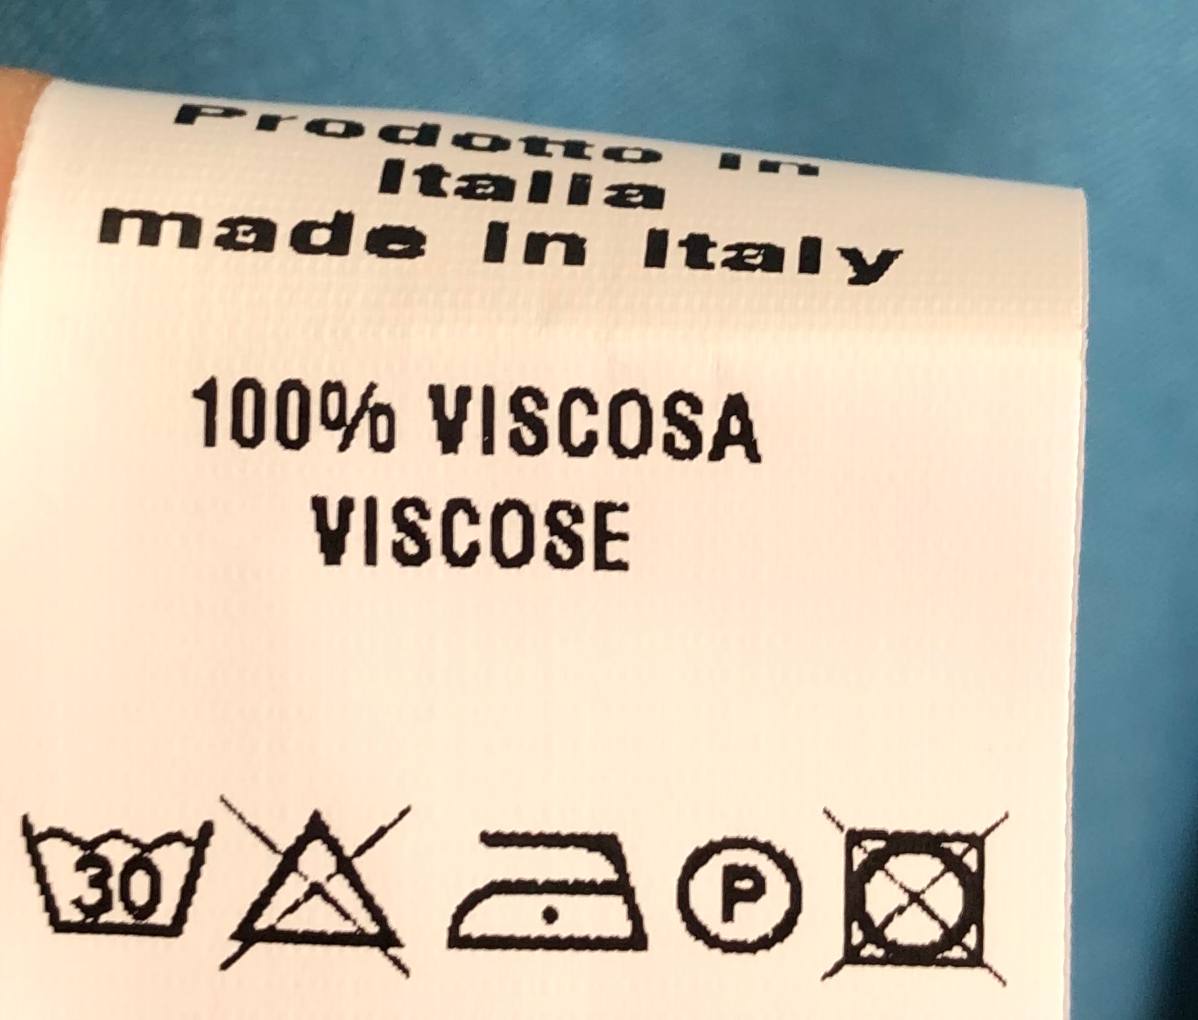 Prodotto in
Italia
made in Italy
100% VISCOSA
VISCOSE
30 P